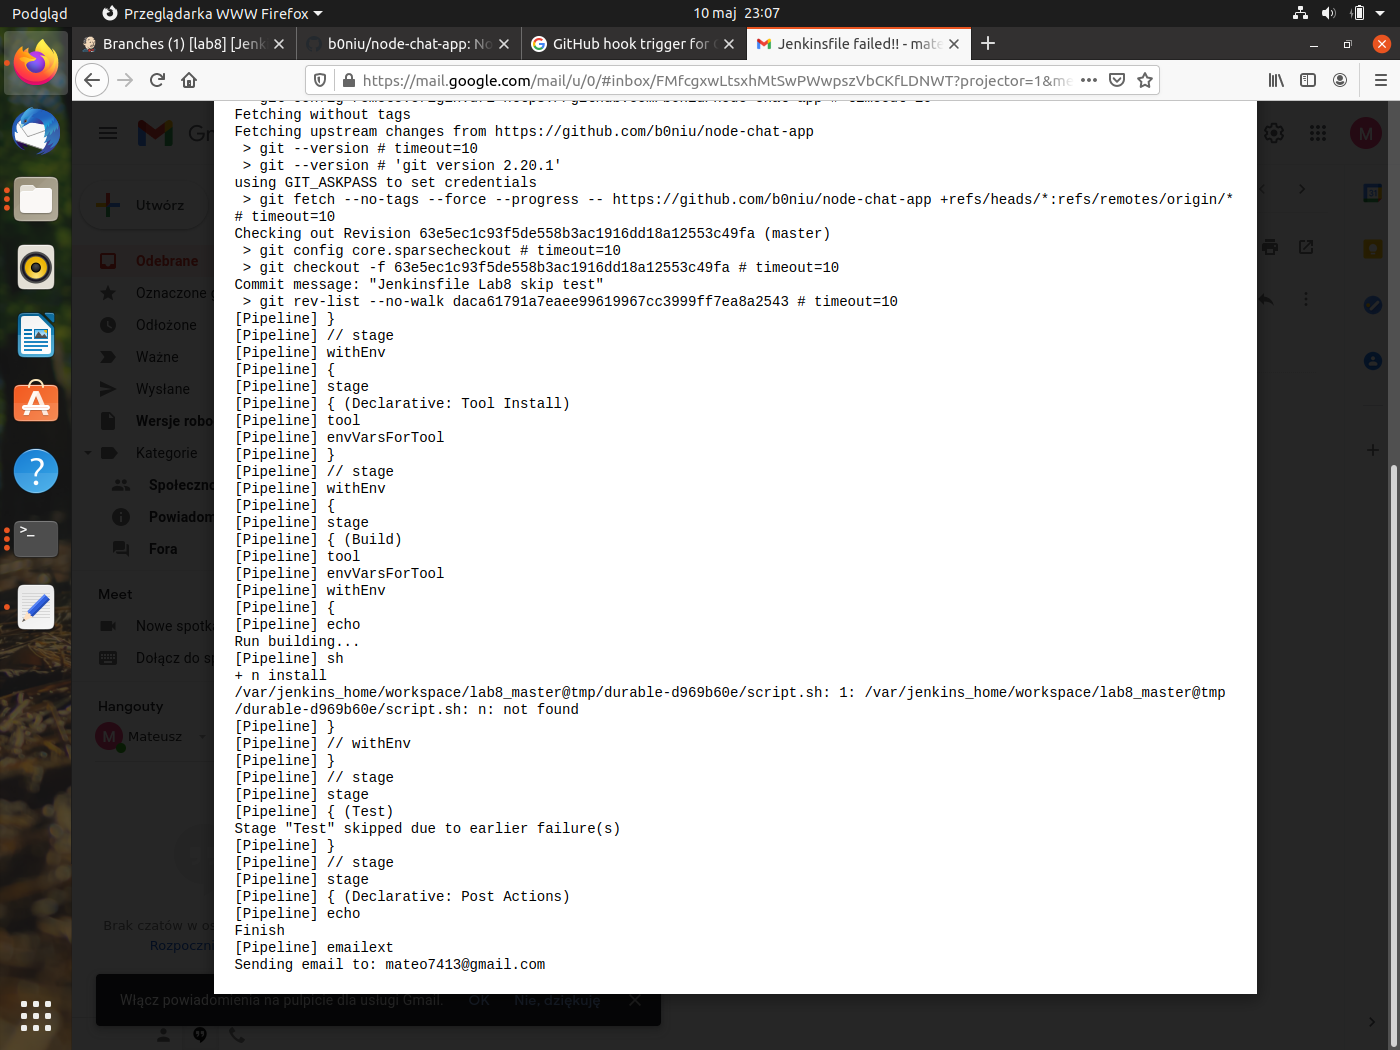 Podgląd
Przeglądarka WWW Firefox
10 maj 23:07
Branches (1) [lab8] [Jenk
b0niu/node-chat-app: No
GitHub hook trigger for
Jenkinsfile failed!! - mate
https://mail.google.com/mail/u/0/#inbox/FMfcgxwLtsxhMtSwPWwpszVbCKfLDNWT?projector=1&me
Fetching without tags
Fetching upstream changes from https://github.com/b0niu/node-chat-app
> git --version # timeout=10
> git --version # 'git version 2.20.1'
using GIT_ASKPASS to set credentials
> git fetch --no-tags --force --progress -- https://github.com/b0niu/node-chat-app +refs/heads/*:refs/remotes/origin/*
# timeout=10
Checking out Revision 63e5ec1c93f5de558b3ac1916dd18a12553c49fa (master)
> git config core.sparsecheckout # timeout=10
> git checkout -f 63e5ec1c93f5de558b3ac1916dd18a12553c49fa # timeout=10
Commit message: "Jenkinsfile Lab8 skip test"
> git rev-list --no-walk daca61791a7eaee99619967cc3999ff7ea8a2543 # timeout=10
[Pipeline] }
[Pipeline] // stage
[Pipeline] withEnv
[Pipeline] {
[Pipeline] stage
[Pipeline] { (Declarative: Tool Install)
[Pipeline] tool
[Pipeline] envVarsForTool
[Pipeline] }
[Pipeline] // stage
[Pipeline] withEnv
[Pipeline] {
[Pipeline] stage
[Pipeline] { (Build)
[Pipeline] tool
[Pipeline] envVarsForTool
[Pipeline] withEnv
[Pipeline] {
[Pipeline] echo
Run building...
[Pipeline] sh
+ n install
/var/jenkins_home/workspace/lab8_master@tmp/durable-d969b60e/script.sh: 1: /var/jenkins_home/workspace/lab8_master@tmp
/durable-d969b60e/script.sh: n: not found
[Pipeline] }
[Pipeline] // withEnv
[Pipeline] }
[Pipeline] // stage
[Pipeline] stage
[Pipeline] { (Test)
Stage "Test" skipped due to earlier failure(s)
[Pipeline] }
[Pipeline] // stage
[Pipeline] stage
[Pipeline] { (Declarative: Post Actions)
[Pipeline] echo
Finish
[Pipeline] emailext
Sending email to: mateo7413@gmail.com
Gm
Utwórz
Odebrane
Oznaczone
Odłożone
Ważne
Wysłane
Wersje robo
Kategorie
Społeczno
Powiadom
Fora
Meet
Nowe spotka
Dołącz do sp
Hangouty
M Mateusz
Brak czatów w os
Rozpoczni
Włącz powiadomienia na pulpicie dla usługi Gmail. OK Nie, dziękuję
M